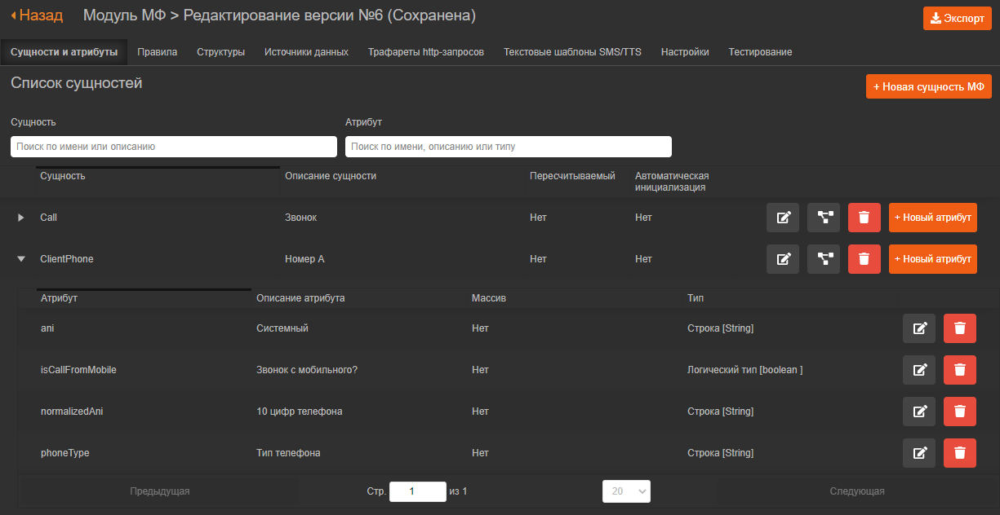 Назад Модуль МФ > Редактирование версии №6 (Сохранена) Экспорт
Сущности и атрибуты Правила Структуры Источники данных Трафареты http-запросов Текстовые шаблоны SMS/TTS Настройки Тестирование
Список сущностей + Новая сущность МФ
Сущность Атрибут
Поиск по имени или описанию Поиск по имени, описанию или типу
Сущность Описание сущности Пересчитываемый Автоматическая
инициализация
Call Звонок Нет Нет + Новый атрибут
ClientPhone Номер А Нет Нет + Новый атрибут
Атрибут Описание атрибута Массив Тип
ani Системный Нет Строка [String]
isCallFromMobile Звонок с мобильного? Нет Логический тип [boolean ]
normalizedAni 10 цифр телефона Нет Строка [String]
phoneType Тип телефона Нет Строка [String]
Предыдущая Стр. 1 из 1 20 Следующая